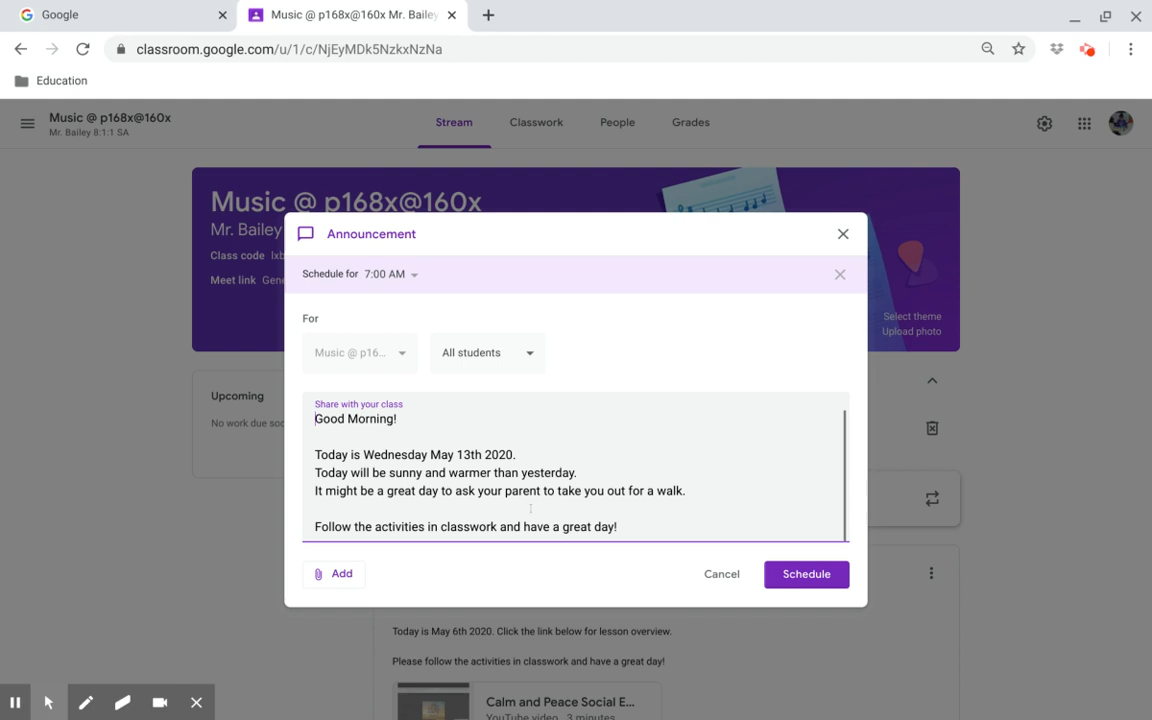 Google
Music @ p168x@160x Mr. Bailey
classroom.google.com/u/1/c/NjEyMDk5NzkxNzNa
Education
Music @ p168x@160x
Mr. Bailey 8:1:1 SA
Stream
Classwork
People
Grades
Music @ p168x@160x
Mr. Bailey
Class code
Meet link
Select theme
Upload photo
Announcement
Schedule for 7:00 AM
For
Music @ p16...
All students
Share with your class
Good Morning!
Today is Wednesday May 13th 2020.
Today will be sunny and warmer than yesterday.
It might be a great day to ask your parent to take you out for a walk.
Follow the activities in classwork and have a great day!
Add
Cancel
Schedule
Upcoming
No work due
Today is May 6th 2020. Click the link below for lesson overview.
Please follow the activities in classwork and have a great day!
Calm and Peace Social E...
YouTube video 3 minutes